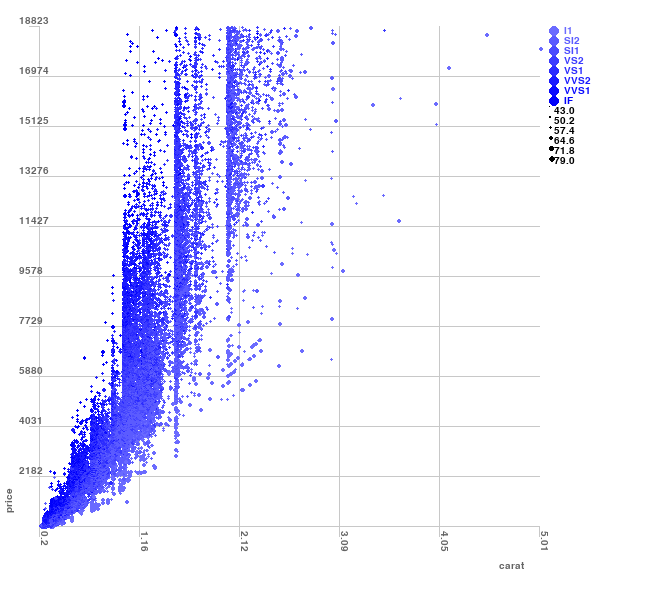 18823
16974
15125
13276
11427
9578
7729
5880
4031
2182
price
0.2
1.16
2.12
3.09
4.05
5.01
carat
I1
SI2
SI1
VS2
VS1
VVS2
VVS1
IF
43.0
50.2
57.4
64.6
71.8
79.0